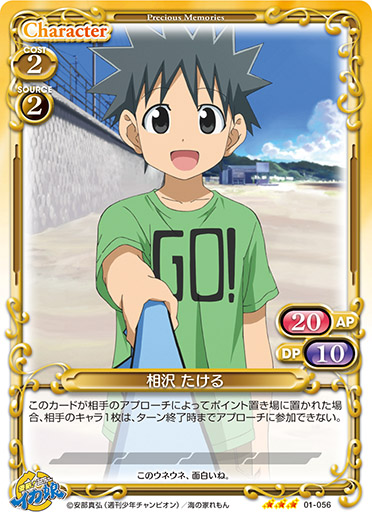 Precious Memories
Character
COST
2
SOURCE
2
GO!
20 AP
DP 10
相沢 たける
このカードが相手のアプローチによってポイント置き場に置かれた場
合、相手のキャラ1枚は、ターン終了時までアプローチに参加できない。
このウネウネ、面白いね。
侵略!イカ娘
©安部真弘(週刊少年チャンピオン)/海の家れもん
01-056